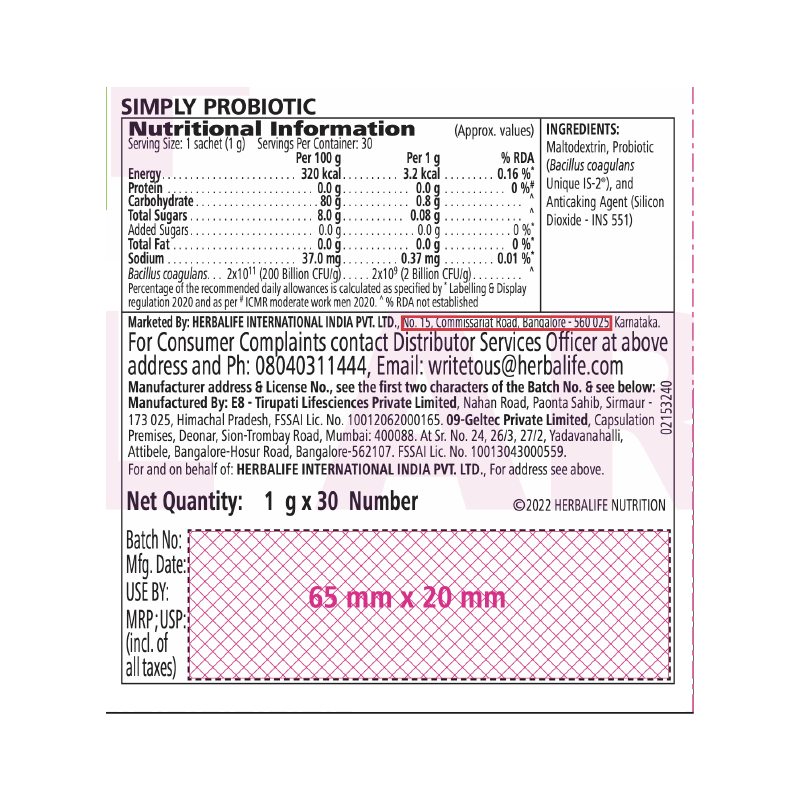 SIMPLY PROBIOTIC
Nutritional Information (Approx. values)
Serving Size: 1 sachet (1 g) Servings Per Container: 30
Per 100 g Per 1 g % RDA
Energy 320 kcal 3.2 kcal 0.16 %*
Protein 0.0 g 0.0 g 0 %#
Carbohydrate 80 g 0.8 g ^
Total Sugars 8.0 g 0.08 g ^
Added Sugars 0.0 g 0.0 g 0 %*
Total Fat 0.0 g 0.0 g 0 %*
Sodium 37.0 mg 0.37 mg 0.01 %*
Bacillus coagulans... 2x10¹¹ (200 Billion CFU/g) 2x10⁹ (2 Billion CFU/g) ^
Percentage of the recommended daily allowances is calculated as specified by * Labelling & Display
regulation 2020 and as per # ICMR moderate work men 2020. ^ % RDA not established
INGREDIENTS:
Maltodextrin, Probiotic
(Bacillus coagulans
Unique IS-2®), and
Anticaking Agent (Silicon
Dioxide - INS 551)
Marketed By: HERBALIFE INTERNATIONAL INDIA PVT. LTD., No. 15, Commissariat Road, Bangalore - 560 025, Karnataka.
For Consumer Complaints contact Distributor Services Officer at above
address and Ph: 08040311444, Email: writetous@herbalife.com
Manufacturer address & License No., see the first two characters of the Batch No. & see below:
Manufactured By: E8 - Tirupati Lifesciences Private Limited, Nahan Road, Paonta Sahib, Sirmaur -
173 025, Himachal Pradesh, FSSAI Lic. No. 10012062000165. 09-Geltec Private Limited, Capsulation
Premises, Deonar, Sion-Trombay Road, Mumbai: 400088. At Sr. No. 24, 26/3, 27/2, Yadavanahalli,
Attibele, Bangalore-Hosur Road, Bangalore-562107. FSSAI Lic. No. 10013043000559.
For and on behalf of: HERBALIFE INTERNATIONAL INDIA PVT. LTD., For address see above.
02153240
Net Quantity: 1 g x 30 Number
©2022 HERBALIFE NUTRITION
Batch No:
Mfg. Date:
USE BY:
MRP; USP:
(incl. of
all taxes)
65 mm x 20 mm